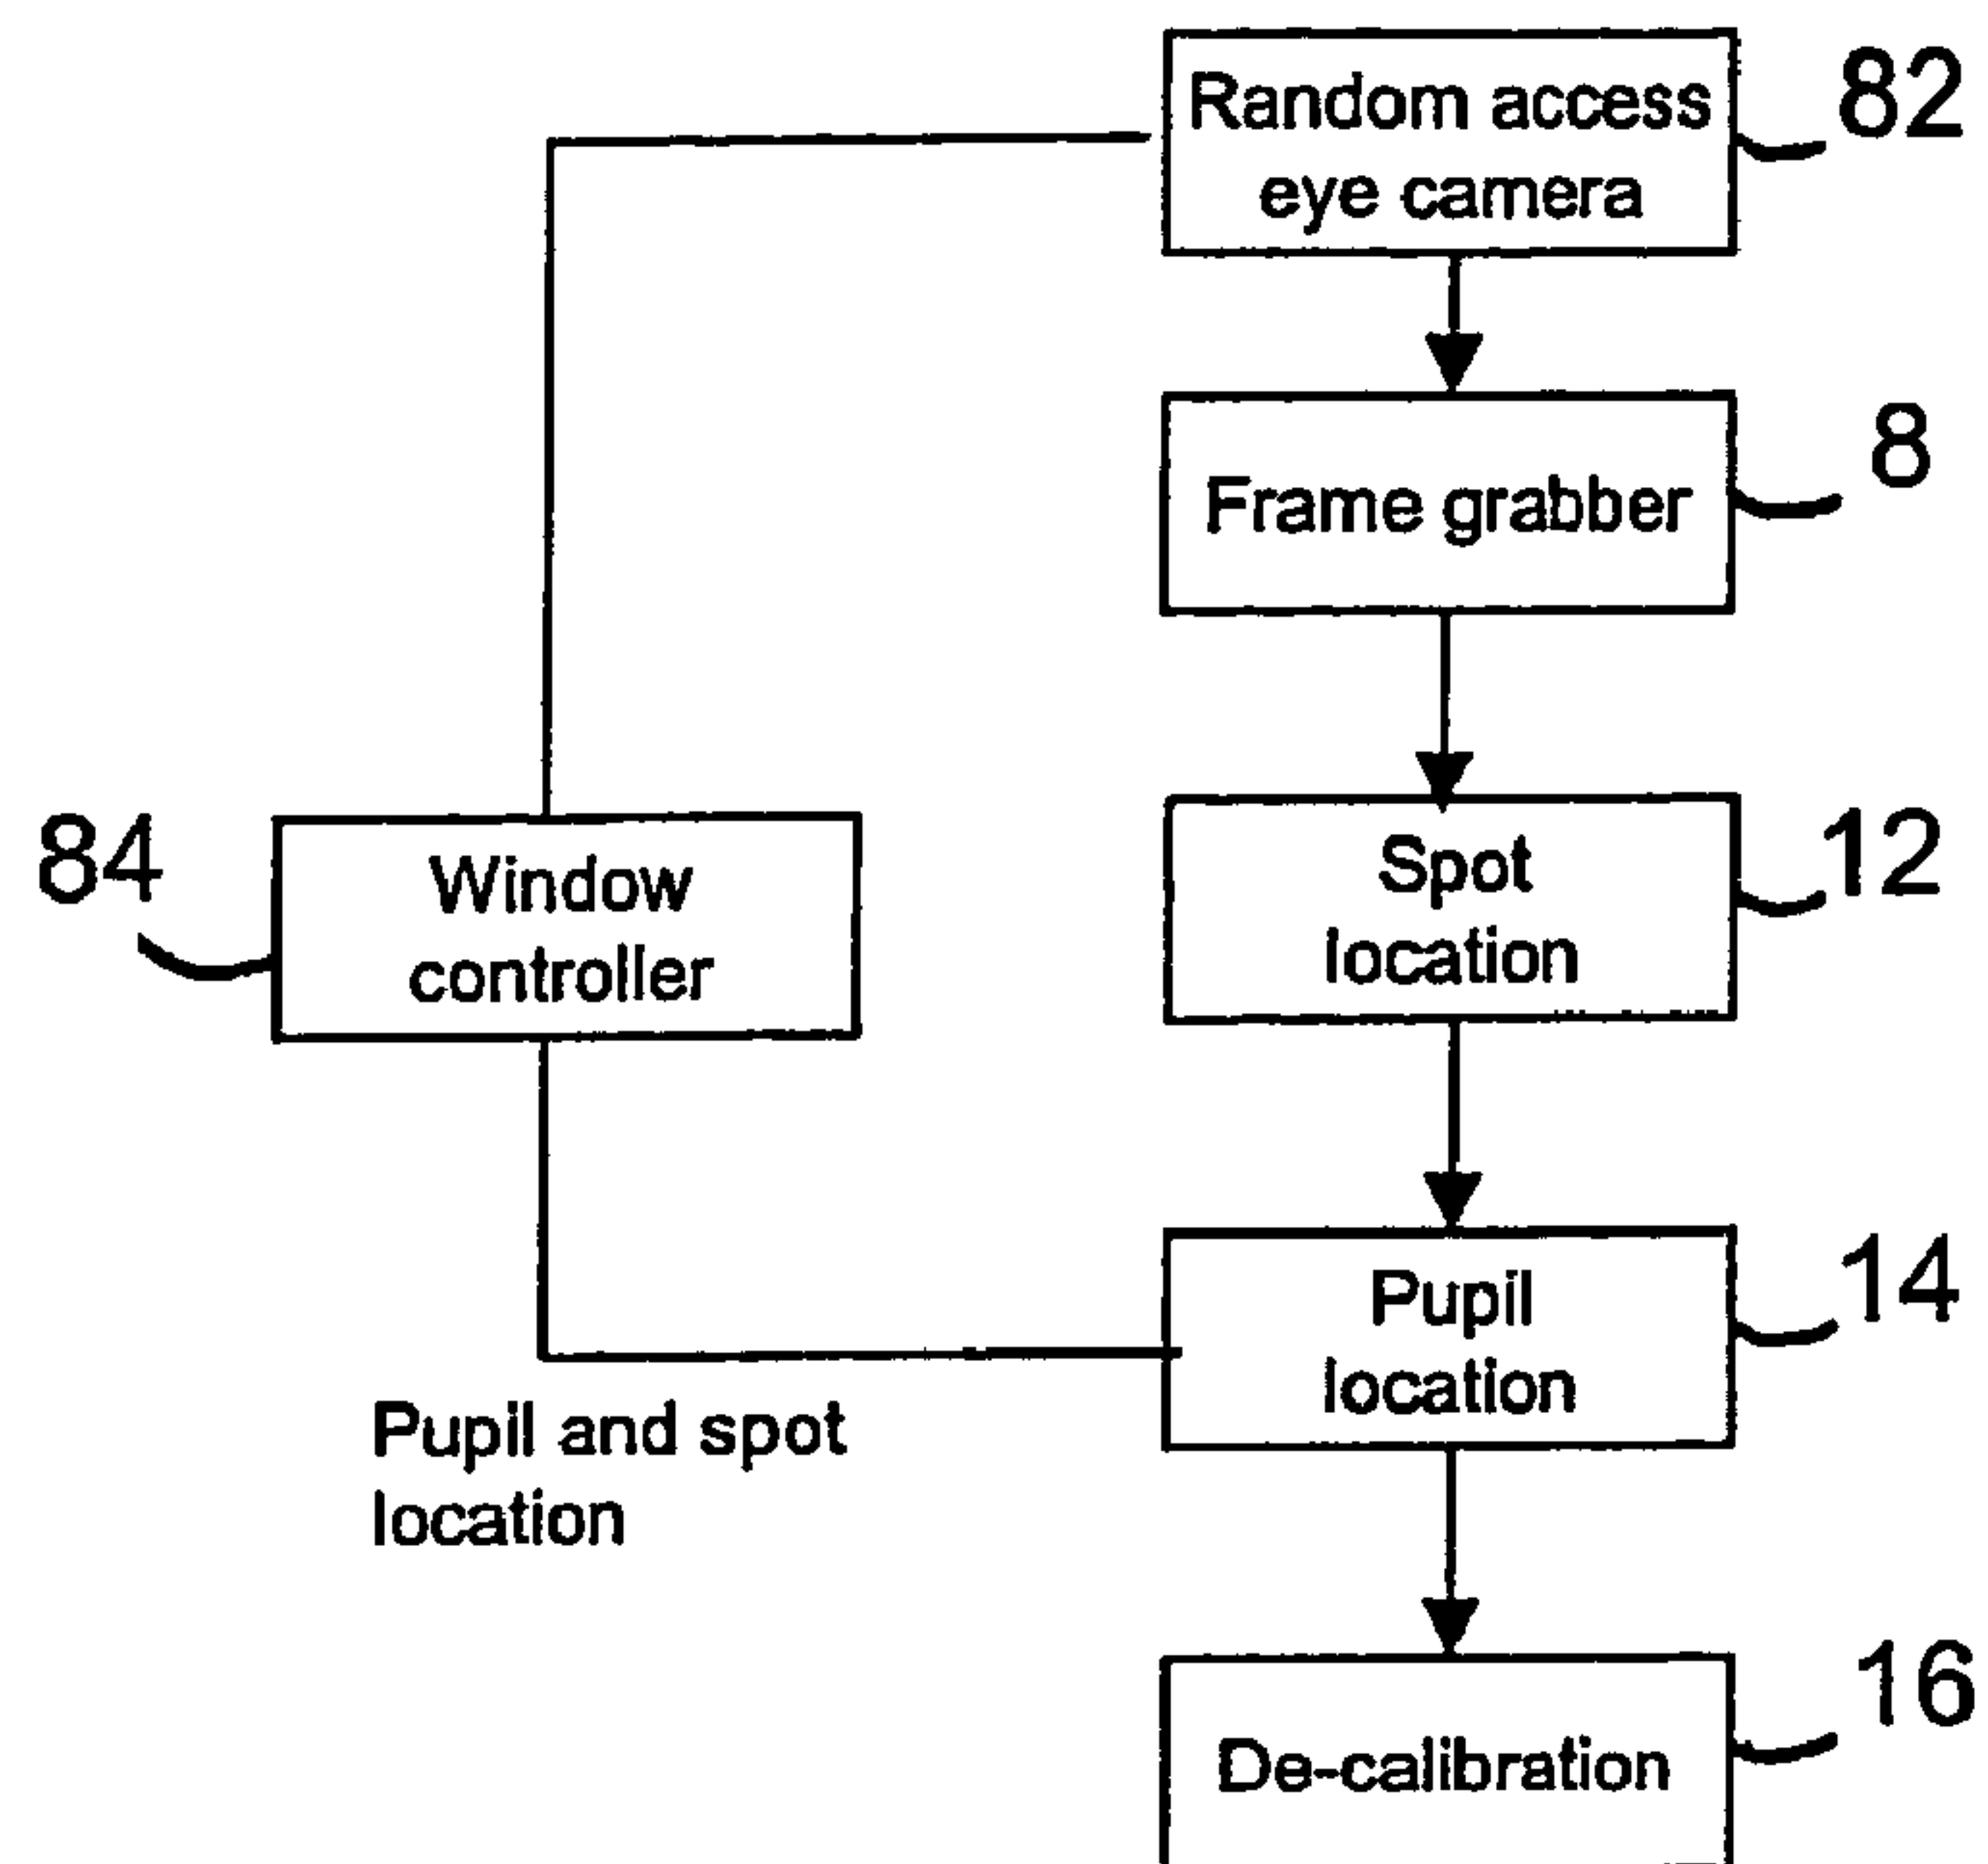 Random access
eye camera
82
Frame grabber
8
Spot
location
12
84
Window
controller
Pupil
location
14
Pupil and spot
location
De-calibration
16